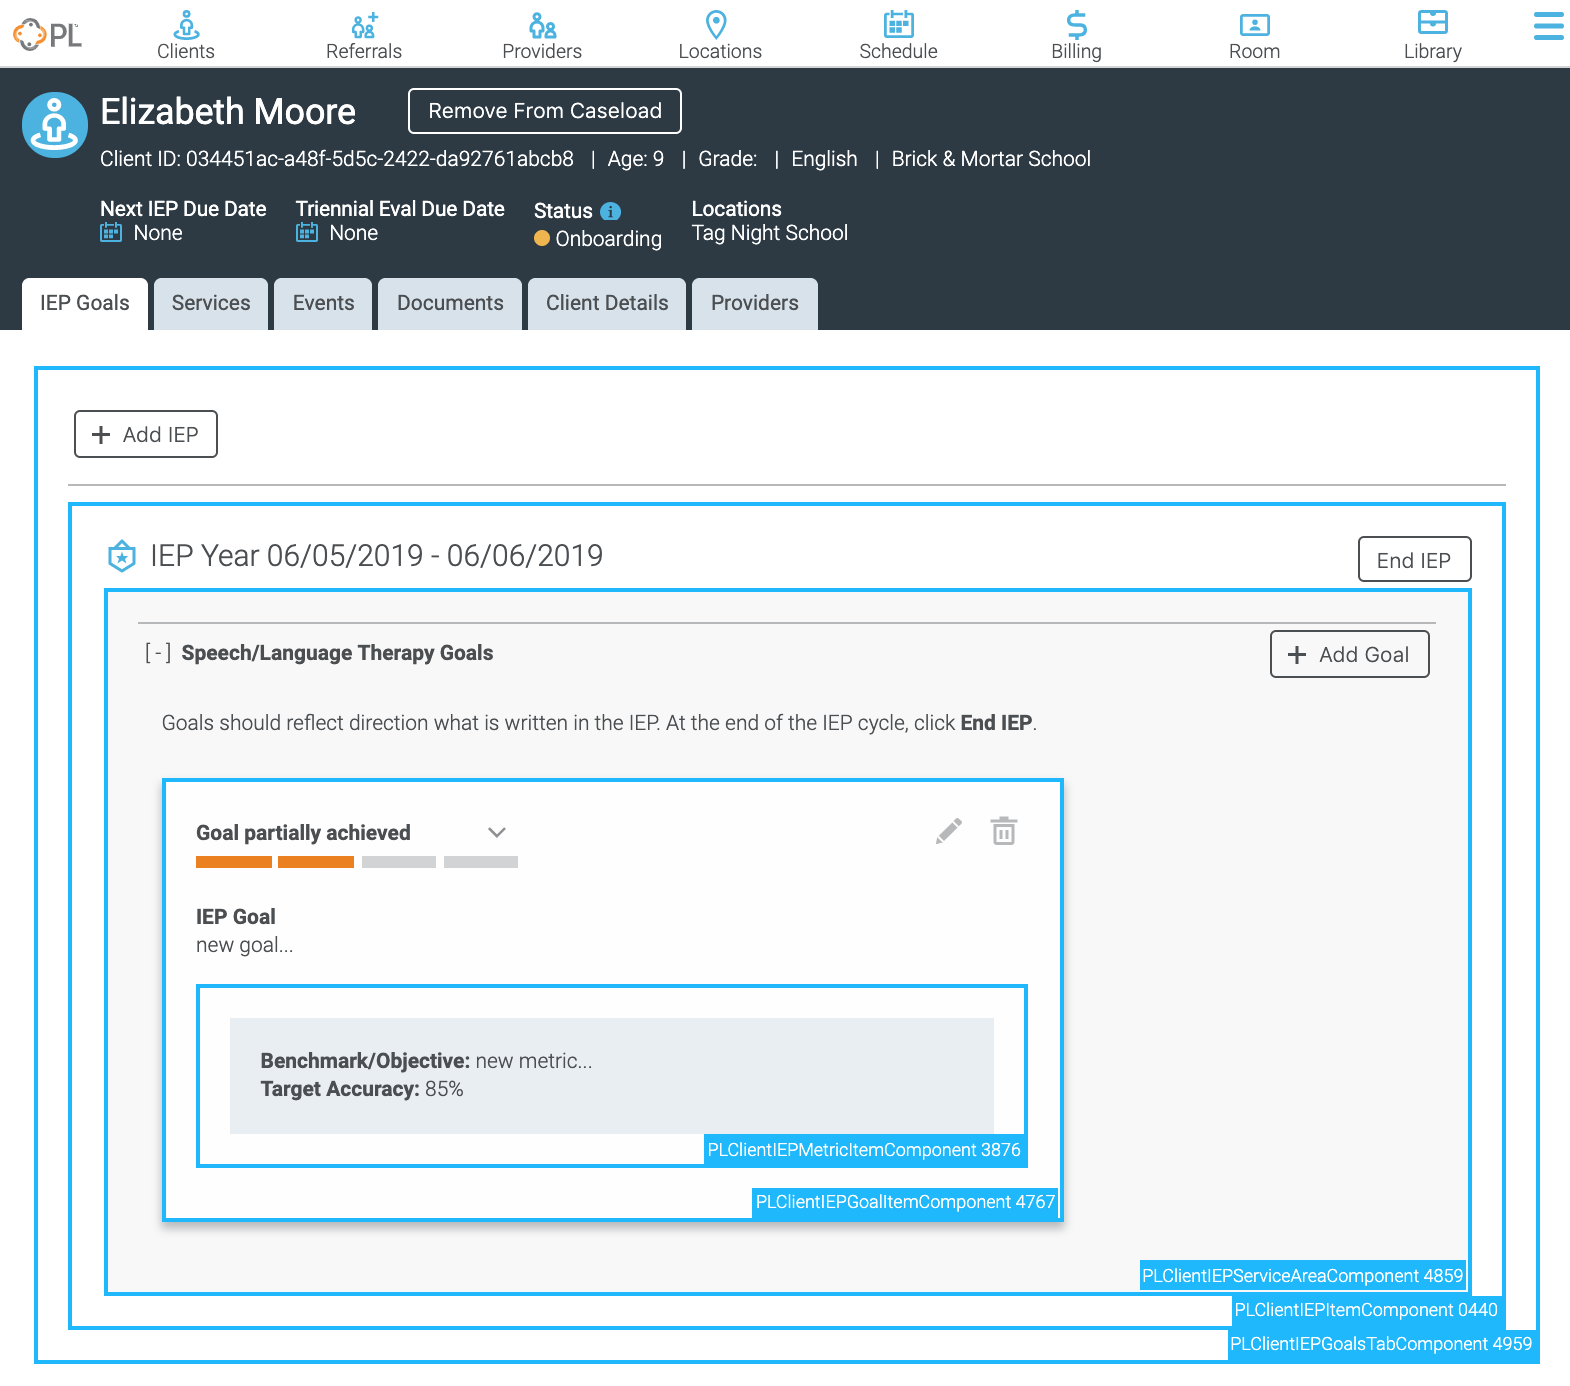 PL
Clients
Referrals
Providers
Locations
Schedule
Billing
Room
Library
Elizabeth Moore
Remove From Caseload
Client ID: 034451ac-a48f-5d5c-2422-da92761abcb8 | Age: 9 | Grade: | English | Brick & Mortar School
Next IEP Due Date
None
Triennial Eval Due Date
None
Status
Onboarding
Locations
Tag Night School
IEP Goals
Services
Events
Documents
Client Details
Providers
+ Add IEP
IEP Year 06/05/2019 - 06/06/2019
End IEP
[-] Speech/Language Therapy Goals
+ Add Goal
Goals should reflect direction what is written in the IEP. At the end of the IEP cycle, click End IEP.
Goal partially achieved
IEP Goal
new goal...
Benchmark/Objective: new metric...
Target Accuracy: 85%
PLClientIEPMetricItemComponent 3876
PLClientIEPGoalItemComponent 4767
PLClientIEPServiceAreaComponent 4859
PLClientIEPItemComponent 0440
PLClientIEPGoalsTabComponent 4959